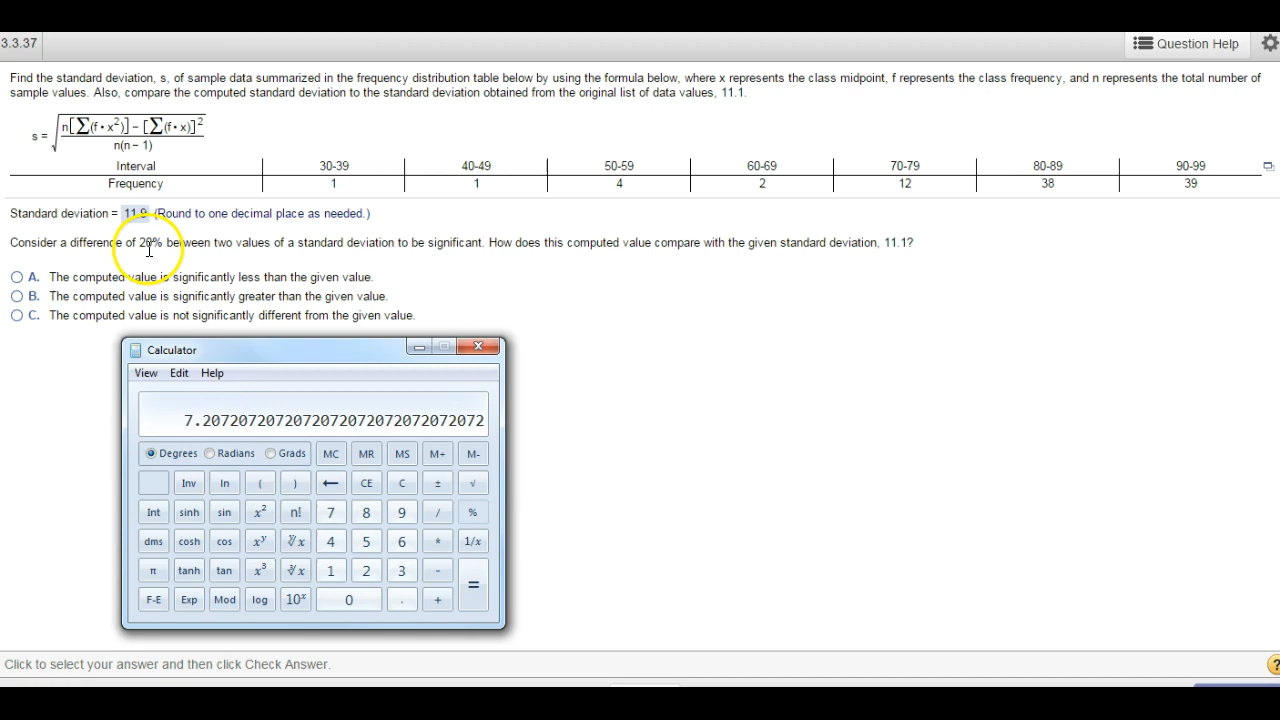 3.3.37
Question Help
Find the standard deviation, s, of sample data summarized in the frequency distribution table below by using the formula below, where x represents the class midpoint, f represents the class frequency, and n represents the total number of
sample values. Also, compare the computed standard deviation to the standard deviation obtained from the original list of data values, 11.1.
s = √ n[∑(f•x²)] − [∑(f•x)]²
n(n − 1)
Interval 30-39 40-49 50-59 60-69 70-79 80-89 90-99
Frequency 1 1 4 2 12 38 39
Standard deviation = 11.9 (Round to one decimal place as needed.)
Consider a difference of 20% between two values of a standard deviation to be significant. How does this computed value compare with the given standard deviation, 11.1?
A. The computed value is significantly less than the given value.
B. The computed value is significantly greater than the given value.
C. The computed value is not significantly different from the given value.
Calculator
View Edit Help
7.2072072072072072072072072072072
Degrees Radians Grads MC MR MS M+ M-
Inv ln ( ) ← CE C ± √
Int sinh sin x² n! 7 8 9 / %
dms cosh cos xʸ ʸ√x 4 5 6 * 1/x
π tanh tan x³ ³√x 1 2 3 - =
F-E Exp Mod log 10ˣ 0 . +
Click to select your answer and then click Check Answer.
?